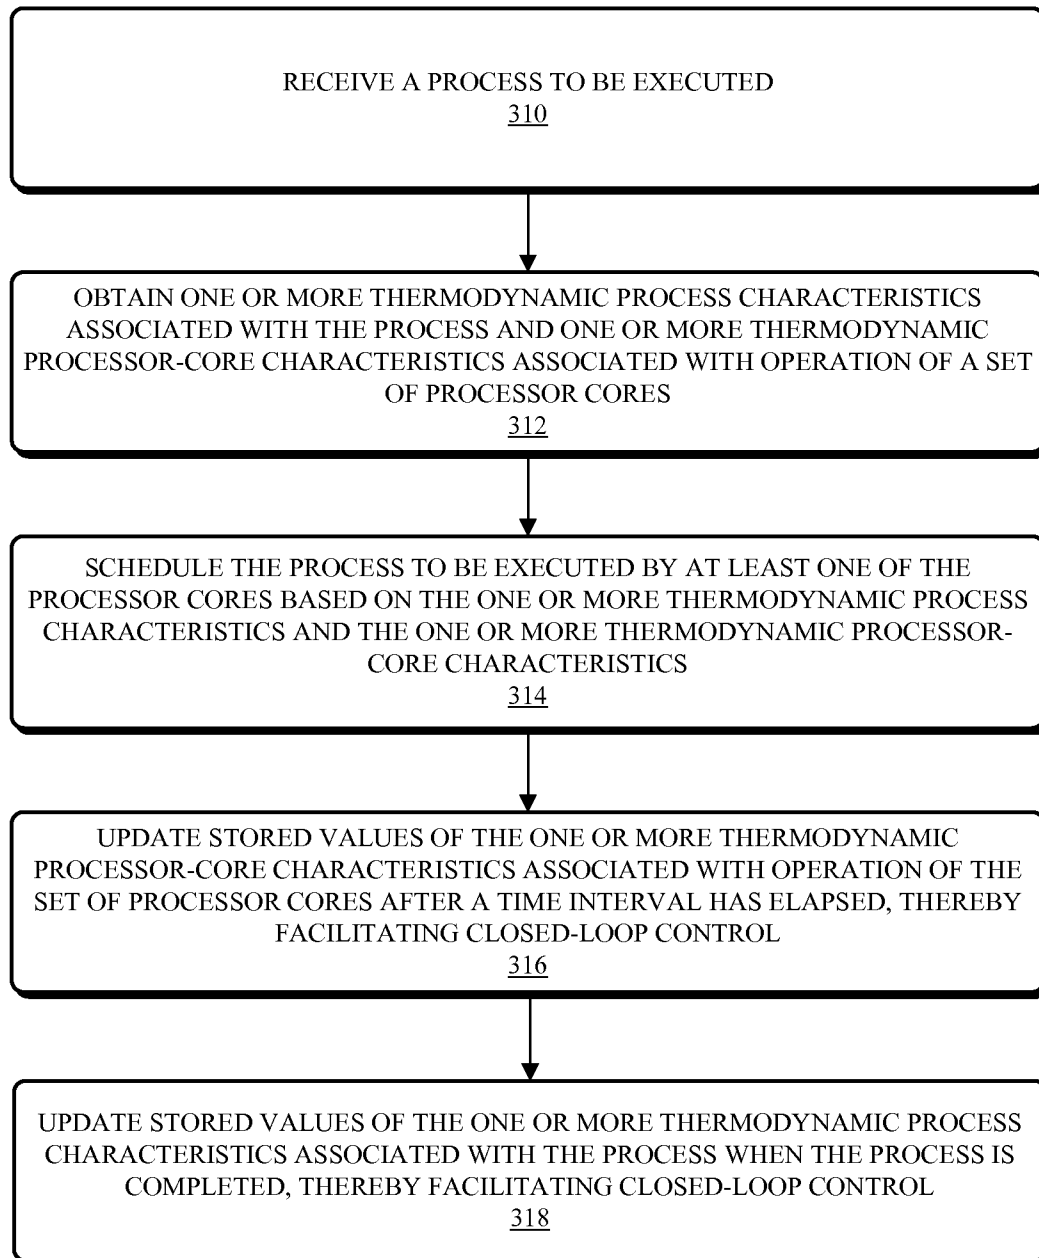 RECEIVE A PROCESS TO BE EXECUTED
310
OBTAIN ONE OR MORE THERMODYNAMIC PROCESS CHARACTERISTICS
ASSOCIATED WITH THE PROCESS AND ONE OR MORE THERMODYNAMIC
PROCESSOR-CORE CHARACTERISTICS ASSOCIATED WITH OPERATION OF A SET
OF PROCESSOR CORES
312
SCHEDULE THE PROCESS TO BE EXECUTED BY AT LEAST ONE OF THE
PROCESSOR CORES BASED ON THE ONE OR MORE THERMODYNAMIC PROCESS
CHARACTERISTICS AND THE ONE OR MORE THERMODYNAMIC PROCESSOR-
CORE CHARACTERISTICS
314
UPDATE STORED VALUES OF THE ONE OR MORE THERMODYNAMIC
PROCESSOR-CORE CHARACTERISTICS ASSOCIATED WITH OPERATION OF THE
SET OF PROCESSOR CORES AFTER A TIME INTERVAL HAS ELAPSED, THEREBY
FACILITATING CLOSED-LOOP CONTROL
316
UPDATE STORED VALUES OF THE ONE OR MORE THERMODYNAMIC PROCESS
CHARACTERISTICS ASSOCIATED WITH THE PROCESS WHEN THE PROCESS IS
COMPLETED, THEREBY FACILITATING CLOSED-LOOP CONTROL
318